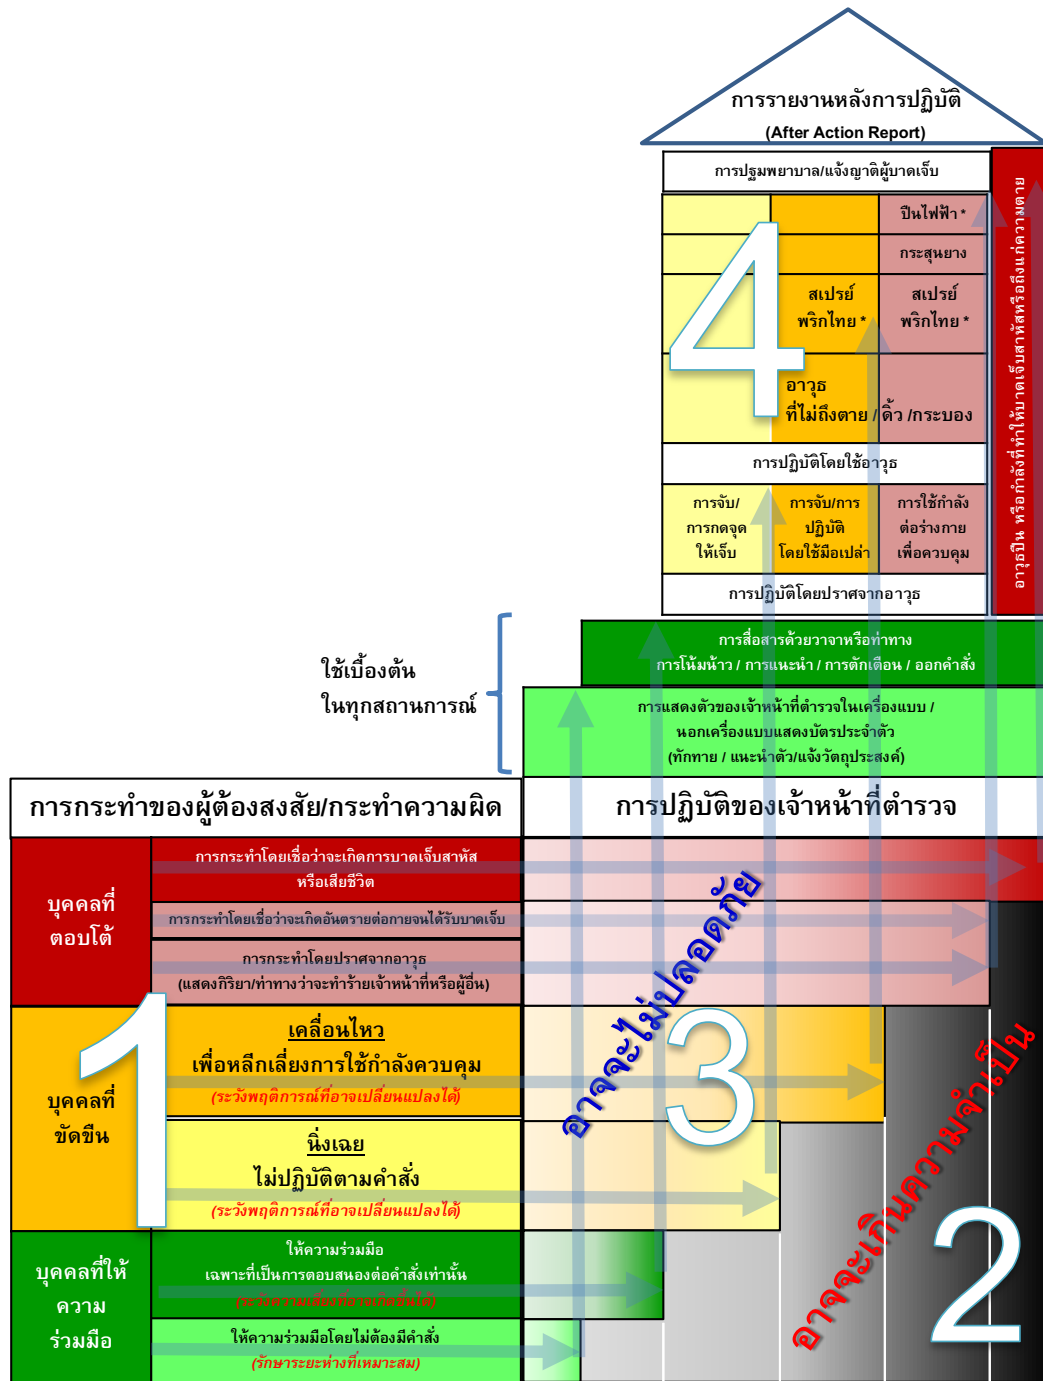 การรายงานหลังการปฏิบัติ
(After Action Report)
การปฐมพยาบาล/แจ้งญาติผู้บาดเจ็บ
ปืนไฟฟ้า *
กระสุนยาง
สเปรย์
พริกไทย *
สเปรย์
พริกไทย *
อาวุธ
ที่ไม่ถึงตาย / ดิ้ว /กระบอง
การปฏิบัติโดยใช้อาวุธ
การจับ/
การกดจุด
ให้เจ็บ
การจับ/การ
ปฏิบัติ
โดยใช้มือเปล่า
การใช้กำลัง
ต่อร่างกาย
เพื่อควบคุม
การปฏิบัติโดยปราศจากอาวุธ
อาวุธปืน หรือกำลังที่ทำให้บาดเจ็บสาหัสหรือถึงแก่ความตาย
4
ใช้เบื้องต้น
ในทุกสถานการณ์
การสื่อสารด้วยวาจาหรือท่าทาง
การโน้มน้าว / การแนะนำ / การตักเตือน / ออกคำสั่ง
การแสดงตัวของเจ้าหน้าที่ตำรวจในเครื่องแบบ /
นอกเครื่องแบบแสดงบัตรประจำตัว
(ทักทาย / แนะนำตัว/แจ้งวัตถุประสงค์)
การกระทำของผู้ต้องสงสัย/กระทำความผิด
การปฏิบัติของเจ้าหน้าที่ตำรวจ
บุคคลที่
ตอบโต้
การกระทำโดยเชื่อว่าจะเกิดการบาดเจ็บสาหัส
หรือเสียชีวิต
การกระทำโดยเชื่อว่าจะเกิดอันตรายต่อกายจนได้รับบาดเจ็บ
การกระทำโดยปราศจากอาวุธ
(แสดงกิริยา/ท่าทางว่าจะทำร้ายเจ้าหน้าที่หรือผู้อื่น)
บุคคลที่
ขัดขืน
เคลื่อนไหว
เพื่อหลีกเลี่ยงการใช้กำลังควบคุม
(ระวังพฤติการณ์ที่อาจเปลี่ยนแปลงได้)
นิ่งเฉย
ไม่ปฏิบัติตามคำสั่ง
(ระวังพฤติการณ์ที่อาจเปลี่ยนแปลงได้)
1
บุคคลที่ให้
ความ
ร่วมมือ
ให้ความร่วมมือ
เฉพาะที่เป็นการตอบสนองต่อคำสั่งเท่านั้น
(ระวังความเสี่ยงที่อาจเกิดขึ้นได้)
ให้ความร่วมมือโดยไม่ต้องมีคำสั่ง
(รักษาระยะห่างที่เหมาะสม)
อาจจะไม่ปลอดภัย
3
อาจจะเกินความจำเป็น
2